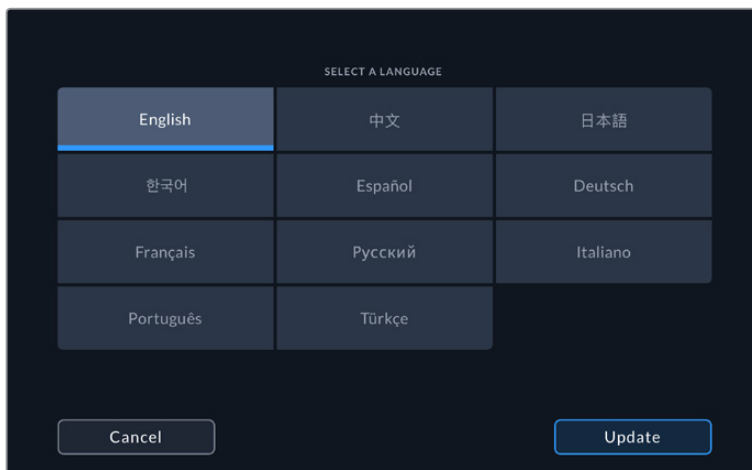 SELECT A LANGUAGE
English 中文 日本語
한국어 Español Deutsch
Français Русский Italiano
Português Türkçe
Cancel Update